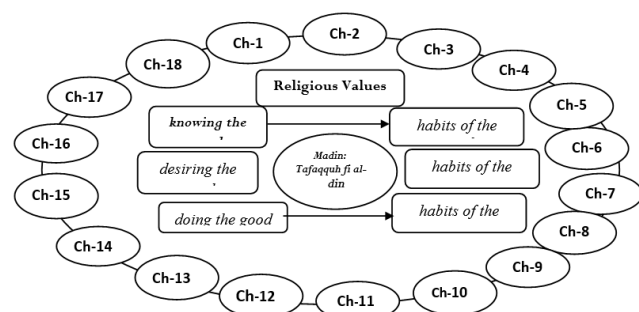 Ch-1
Ch-2
Ch-3
Ch-4
Ch-5
Ch-6
Ch-7
Ch-8
Ch-9
Ch-10
Ch-11
Ch-12
Ch-13
Ch-14
Ch-15
Ch-16
Ch-17
Ch-18
Religious Values
knowing the
habits of the
desiring the
Madin:
Tafaqquh fi al-
din
habits of the
doing the good
habits of the